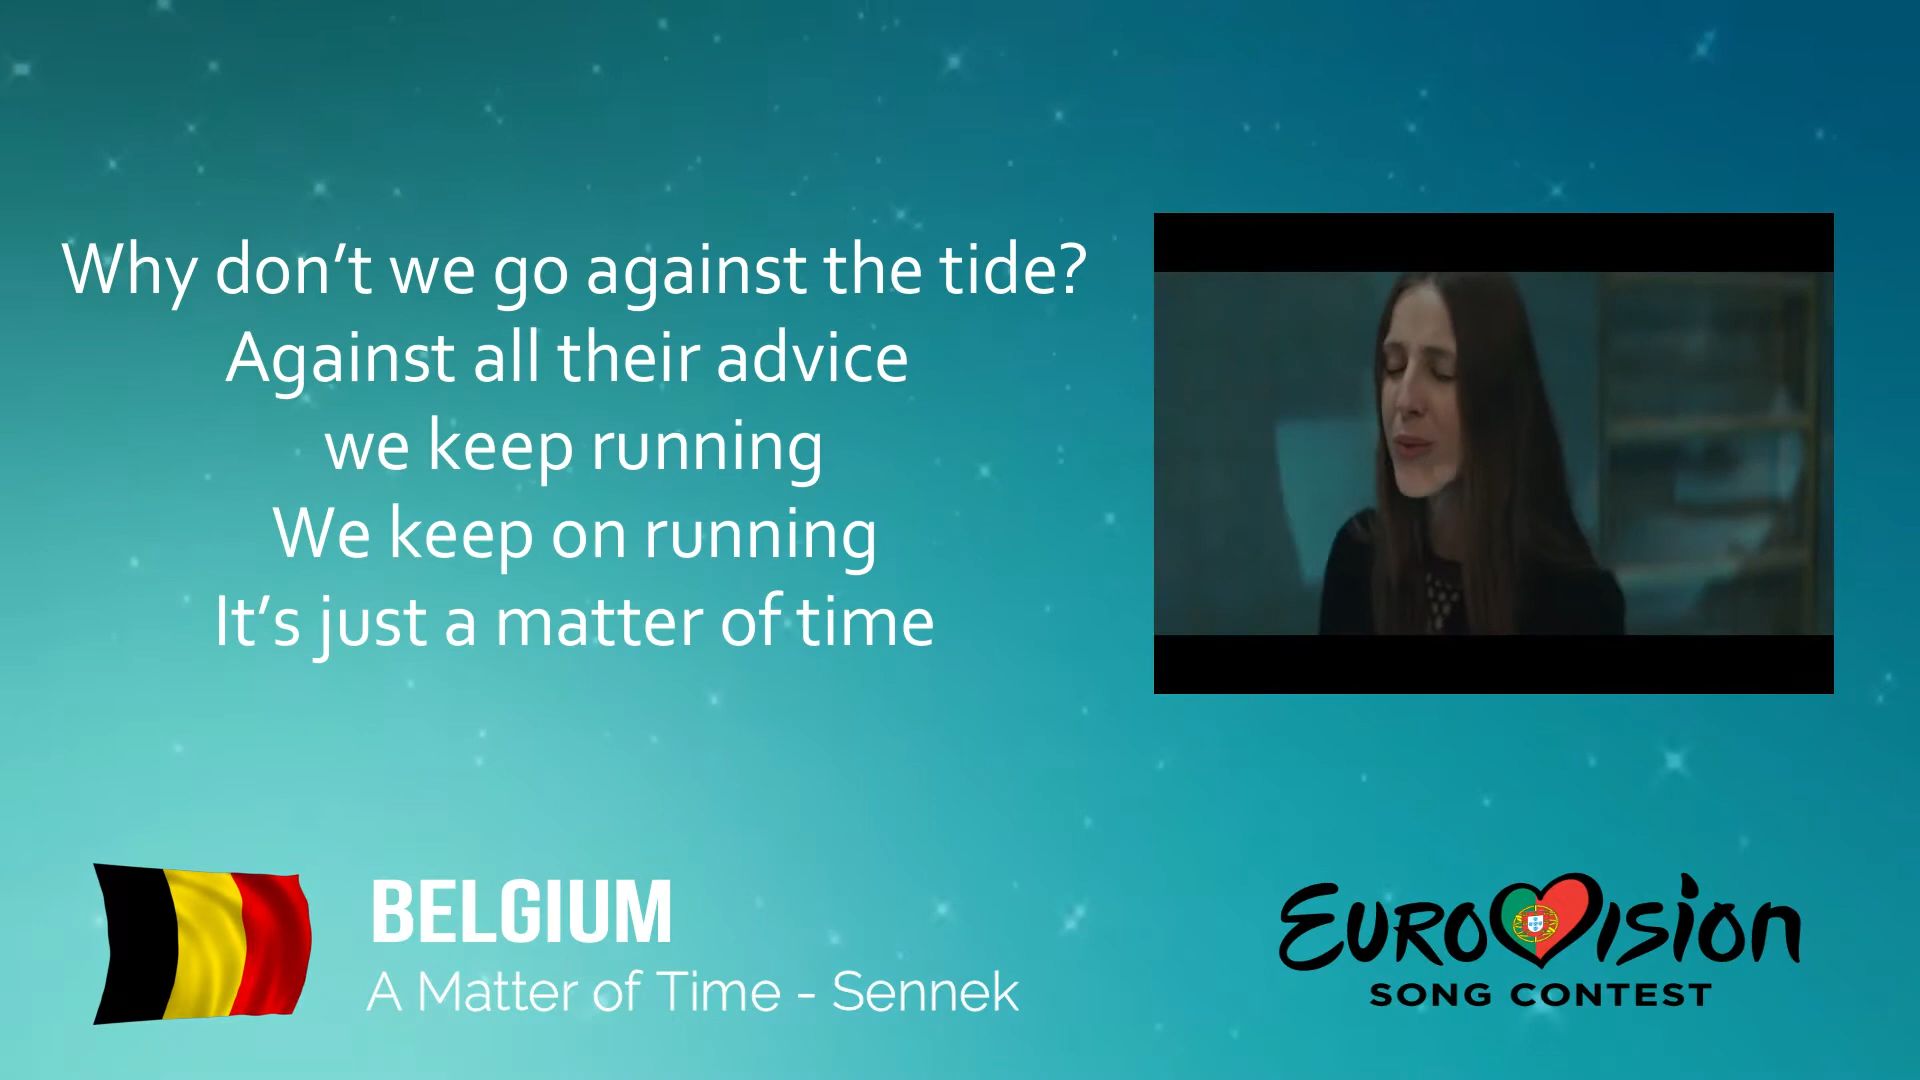 Why don’t we go against the tide?
Against all their advice
we keep running
We keep on running
It’s just a matter of time
BELGIUM
A Matter of Time - Sennek
EUROVISION
SONG CONTEST